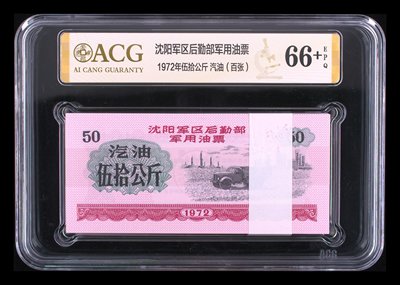 ACG
AI CANG GUARANTY
沈阳军区后勤部军用油票
1972年伍拾公斤 汽油（百张）
66+
EPQ
50
沈阳军区后勤部
军用油票
50
汽油
伍拾公斤
1972
ACG